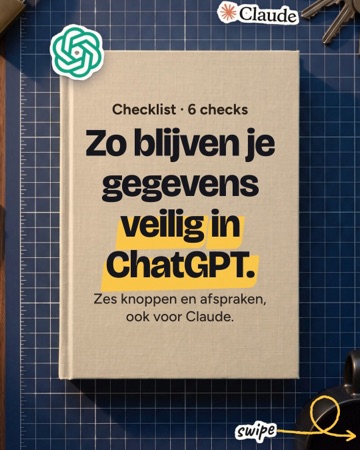 Claude
Checklist · 6 checks
Zo blijven je
gegevens
veilig in
ChatGPT.
Zes knoppen en afspraken,
ook voor Claude.
swipe